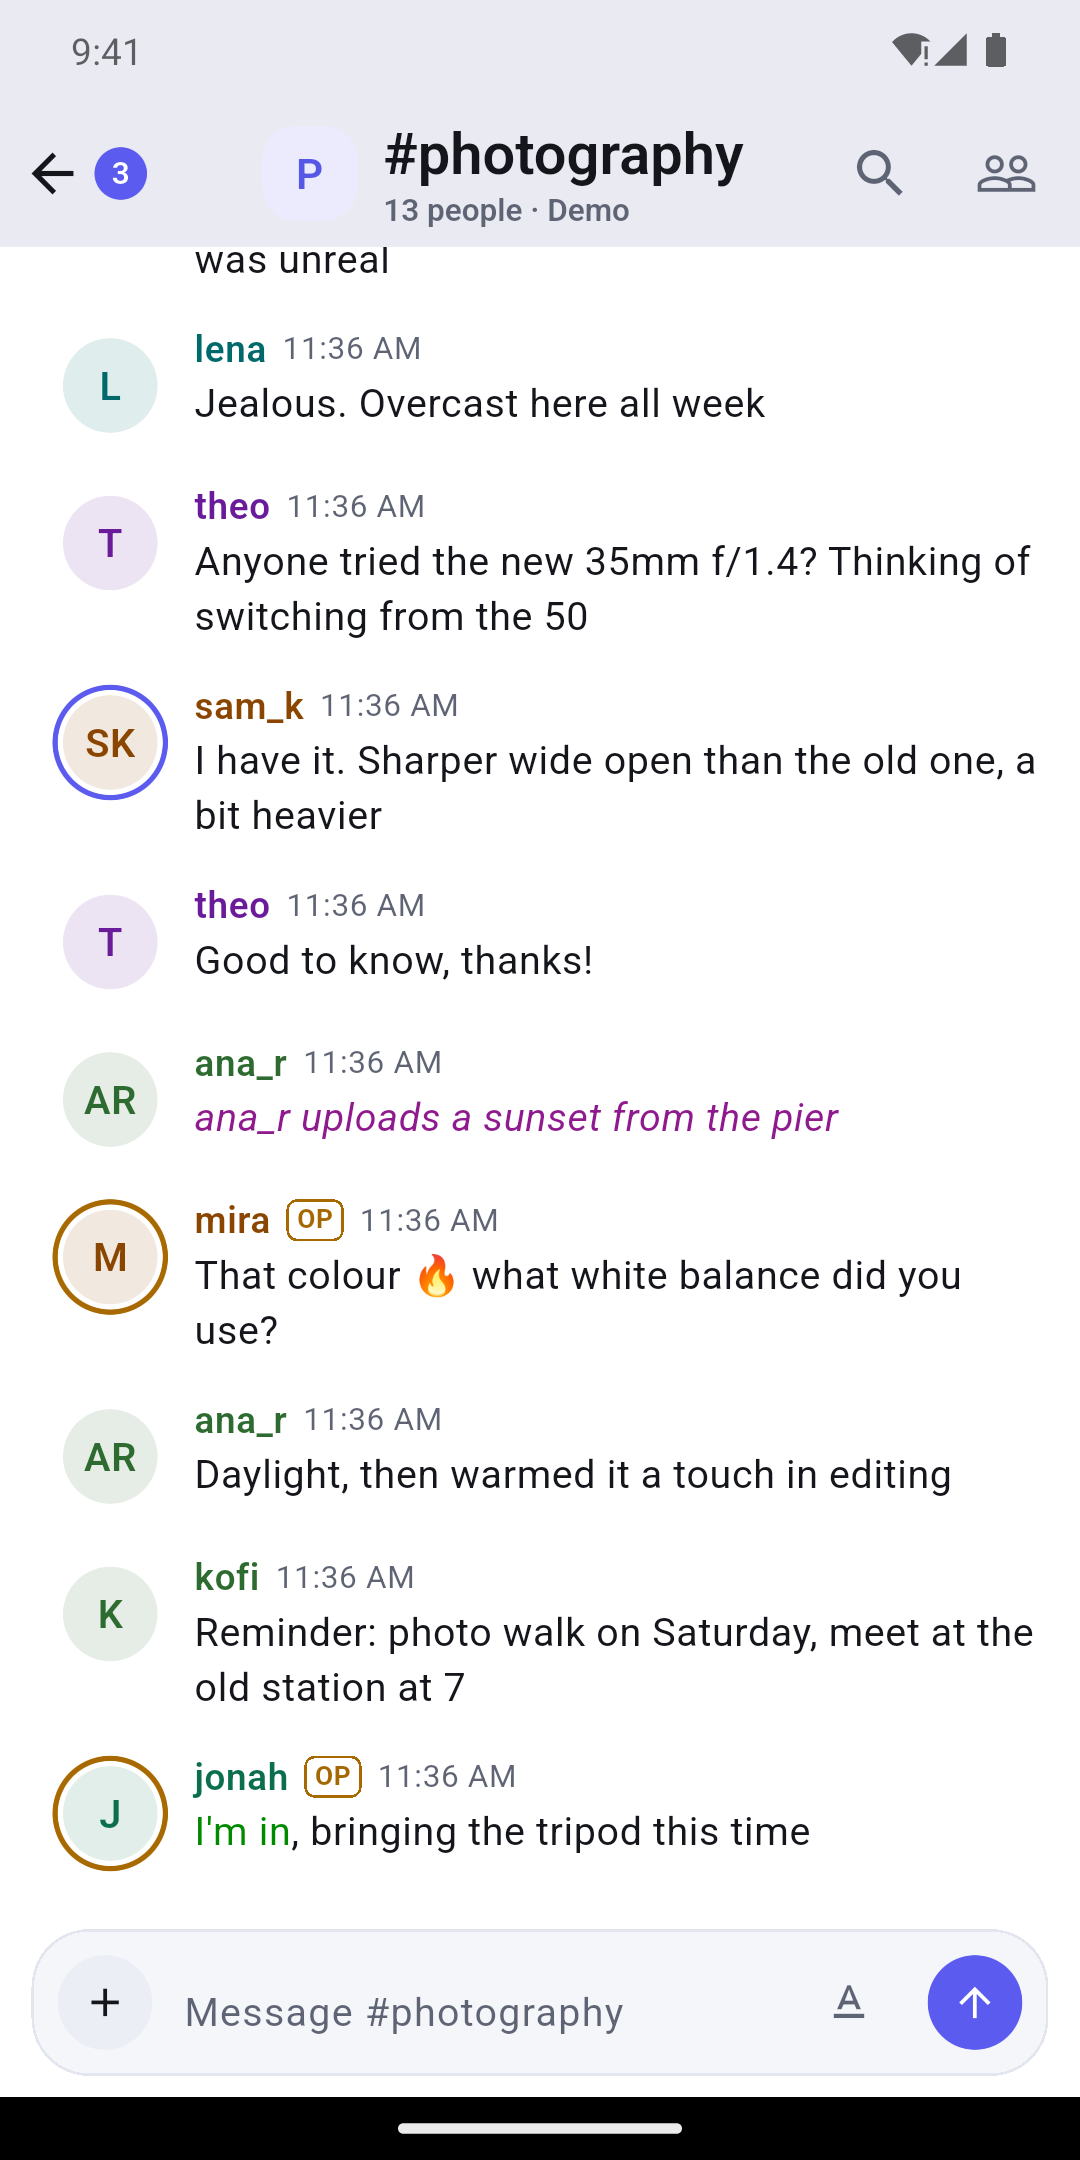 9:41
3
P
#photography
13 people · Demo
was unreal
L
lena 11:36 AM
Jealous. Overcast here all week
T
theo 11:36 AM
Anyone tried the new 35mm f/1.4? Thinking of
switching from the 50
SK
sam_k 11:36 AM
I have it. Sharper wide open than the old one, a
bit heavier
T
theo 11:36 AM
Good to know, thanks!
AR
ana_r 11:36 AM
ana_r uploads a sunset from the pier
M
mira OP 11:36 AM
That colour 🔥 what white balance did you
use?
AR
ana_r 11:36 AM
Daylight, then warmed it a touch in editing
K
kofi 11:36 AM
Reminder: photo walk on Saturday, meet at the
old station at 7
J
jonah OP 11:36 AM
I'm in, bringing the tripod this time
+
Message #photography
A